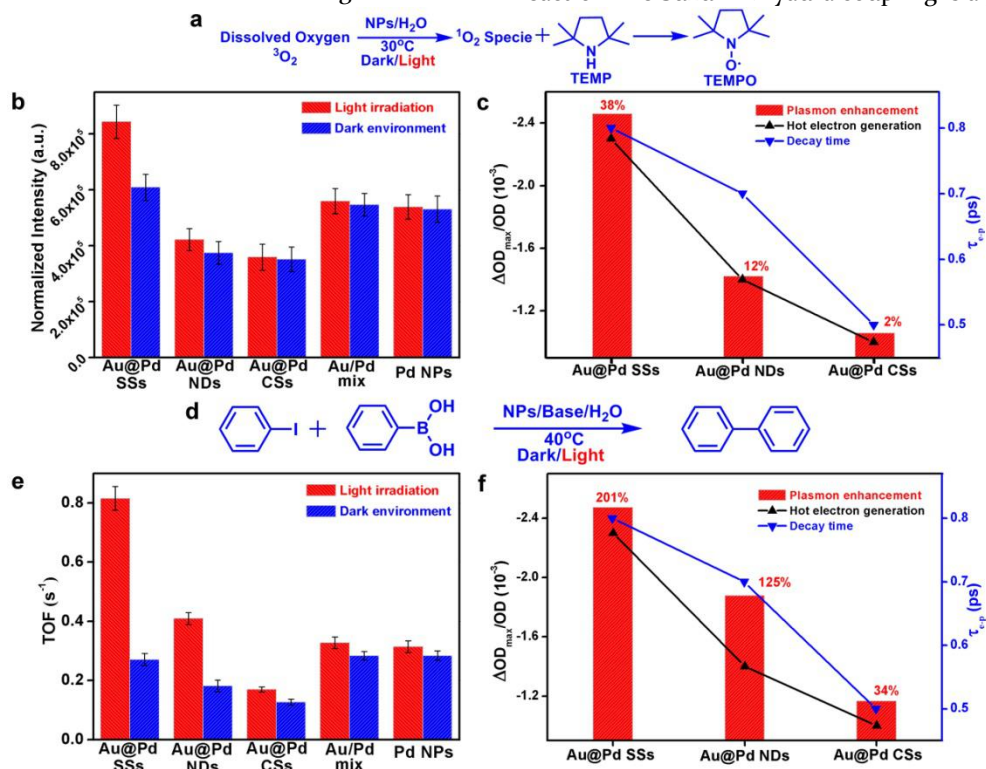 a
Dissolved Oxygen
³O₂
NPs/H₂O
30°C
Dark/Light
¹O₂ Specie +
N
H
TEMP
N
O·
TEMPO
b
Normalized Intensity (a.u.)
8.0x10⁵
6.0x10⁵
4.0x10⁵
2.0x10⁵
0.0
Light irradiation
Dark environment
Au@Pd SSs
Au@Pd NDs
Au@Pd CSs
Au/Pd mix
Pd NPs
c
ΔOD max/OD (10⁻³)
-2.4
-2.0
-1.6
-1.2
38%
12%
2%
Plasmon enhancement
Hot electron generation
Decay time
0.8
0.7
0.6
0.5
τ e-p (ps)
Au@Pd SSs
Au@Pd NDs
Au@Pd CSs
d
I
+
B
OH
OH
NPs/Base/H₂O
40°C
Dark/Light
e
TOF (s⁻¹)
0.8
0.6
0.4
0.2
0.0
Light irradiation
Dark environment
Au@Pd SSs
Au@Pd NDs
Au@Pd CSs
Au/Pd mix
Pd NPs
f
ΔOD max/OD (10⁻³)
-2.4
-2.0
-1.6
-1.2
201%
125%
34%
Plasmon enhancement
Hot electron generation
Decay time
0.8
0.7
0.6
0.5
τ e-p (ps)
Au@Pd SSs
Au@Pd NDs
Au@Pd CSs